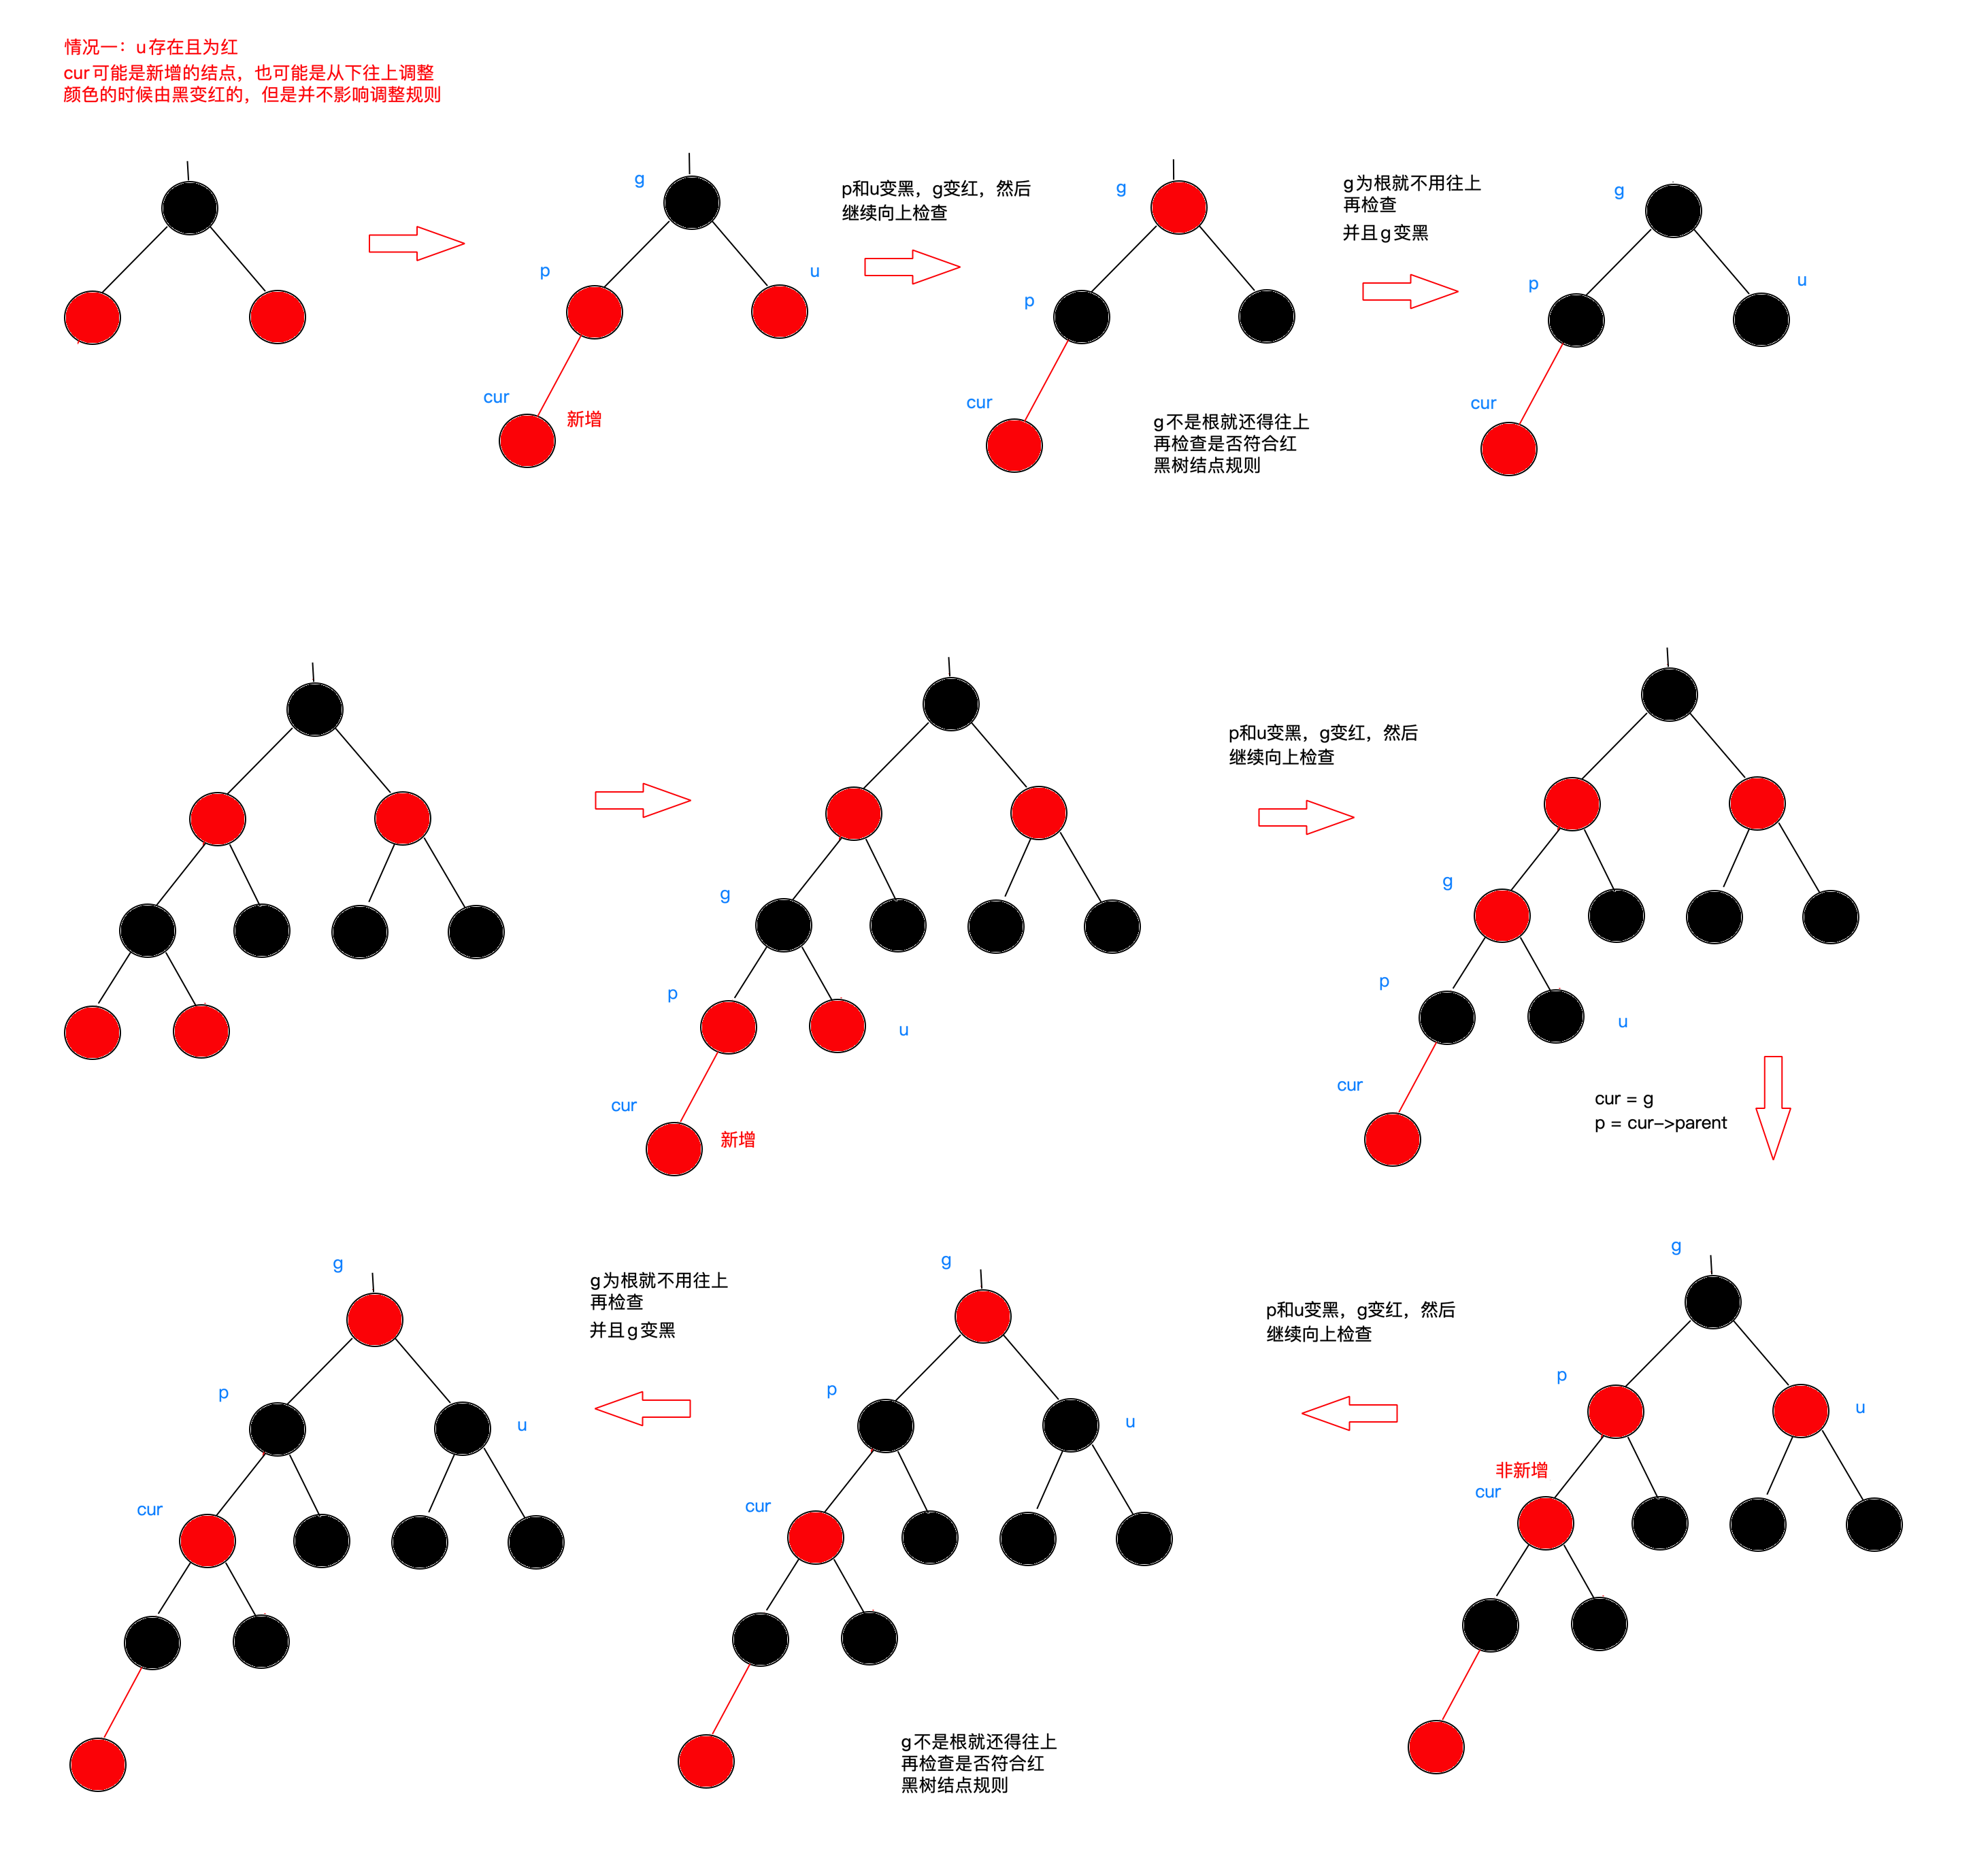 情况一：u存在且为红
cur可能是新增的结点，也可能是从下往上调整
颜色的时候由黑变红的，但是并不影响调整规则
g
p
u
cur
新增
p和u变黑，g变红，然后
继续向上检查
g
p
cur
g不是根就还得往上
再检查是否符合红
黑树结点规则
g为根就不用往上
再检查
并且g变黑
g
p
u
cur
g
p
u
cur
新增
p和u变黑，g变红，然后
继续向上检查
g
p
u
cur
cur = g
p = cur->parent
g
p
u
cur
g为根就不用往上
再检查
并且g变黑
g
p
u
cur
g不是根就还得往上
再检查是否符合红
黑树结点规则
p和u变黑，g变红，然后
继续向上检查
g
p
u
非新增
cur